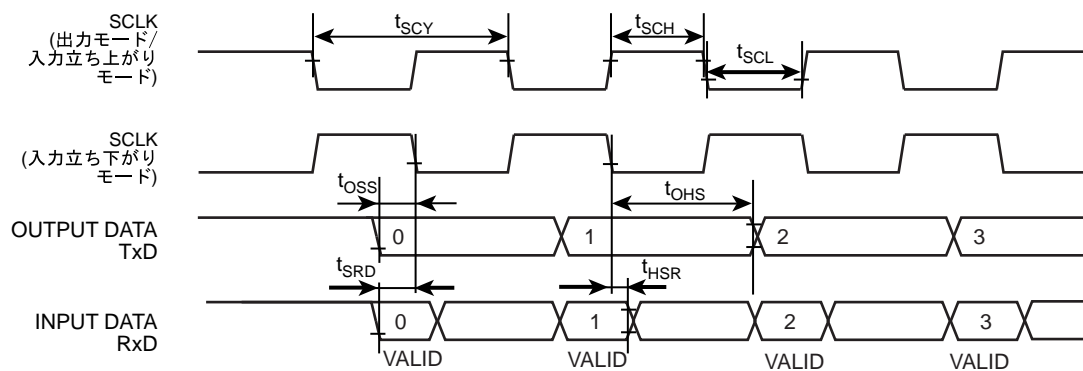 SCLK
(出力モード/
入力立ち上がり
モード)
tSCY
tSCH
tSCL
SCLK
(入力立ち下がり
モード)
tOSS
tOHS
OUTPUT DATA
TxD
0
1
2
3
tSRD
tHSR
INPUT DATA
RxD
0
1
2
3
VALID
VALID
VALID
VALID